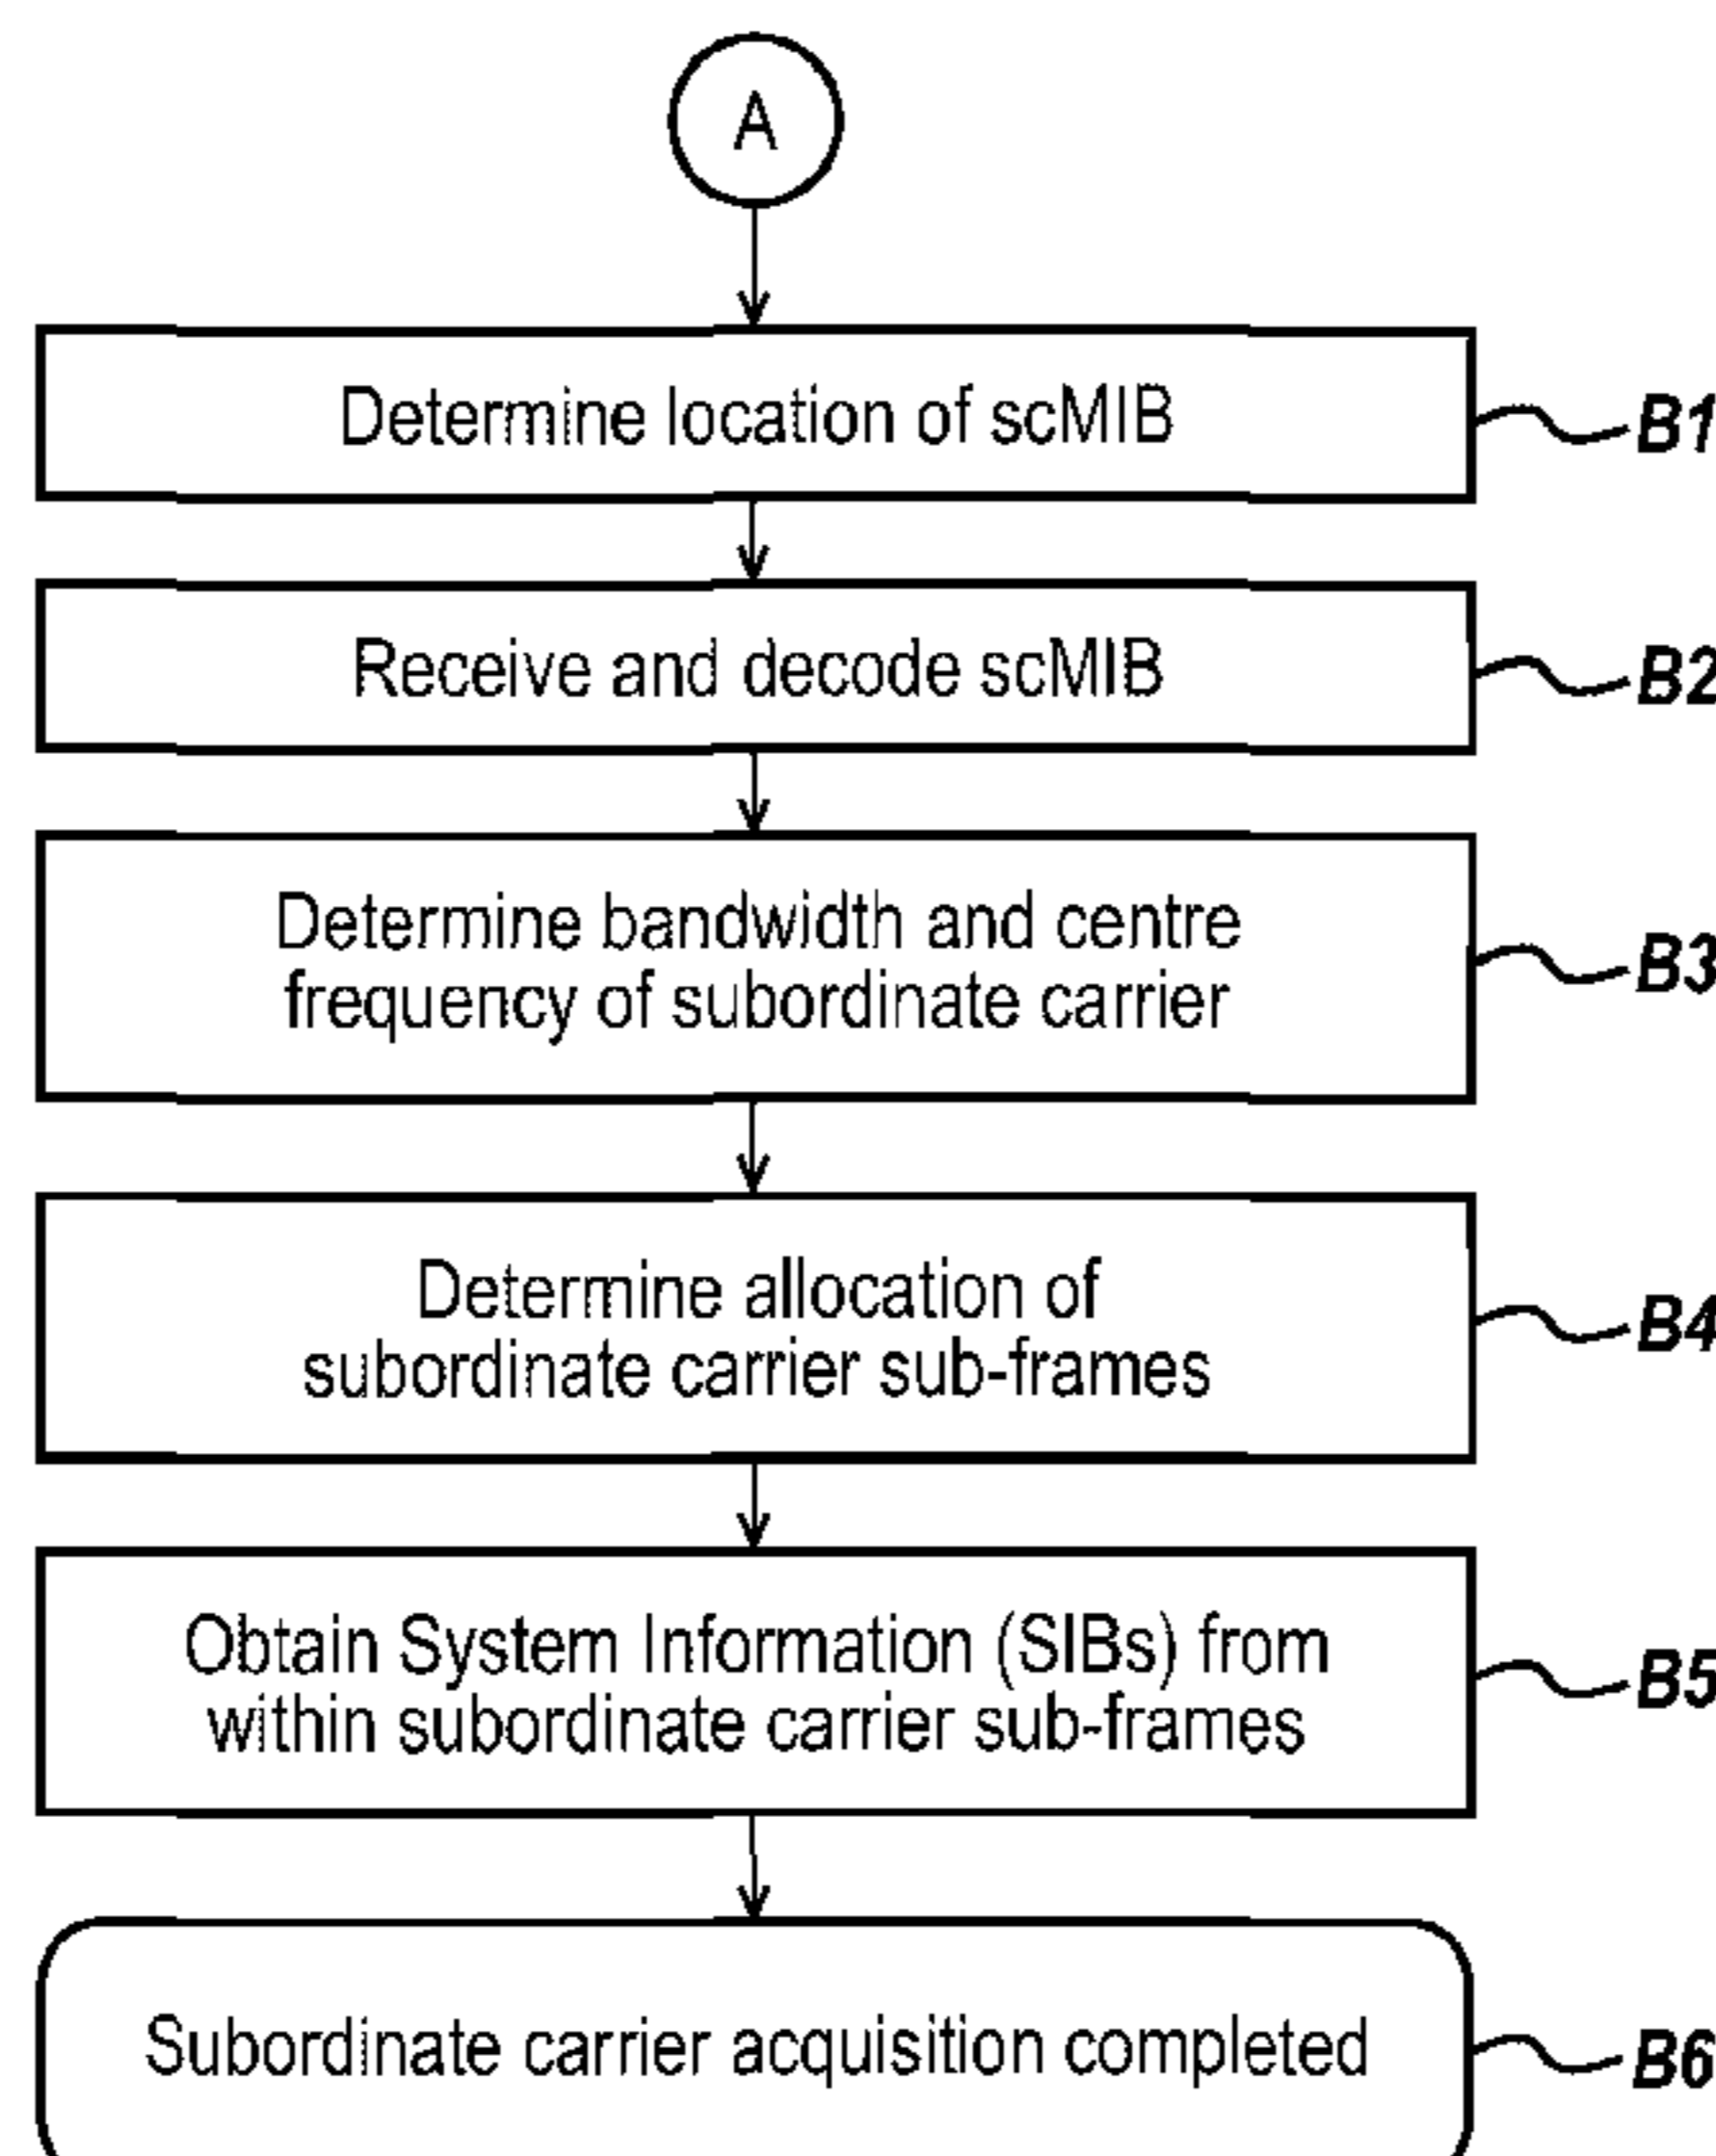 A
Determine location of scMIB
B1
Receive and decode scMIB
B2
Determine bandwidth and centre
frequency of subordinate carrier
B3
Determine allocation of
subordinate carrier sub-frames
B4
Obtain System Information (SIBs) from
within subordinate carrier sub-frames
B5
Subordinate carrier acquisition completed
B6